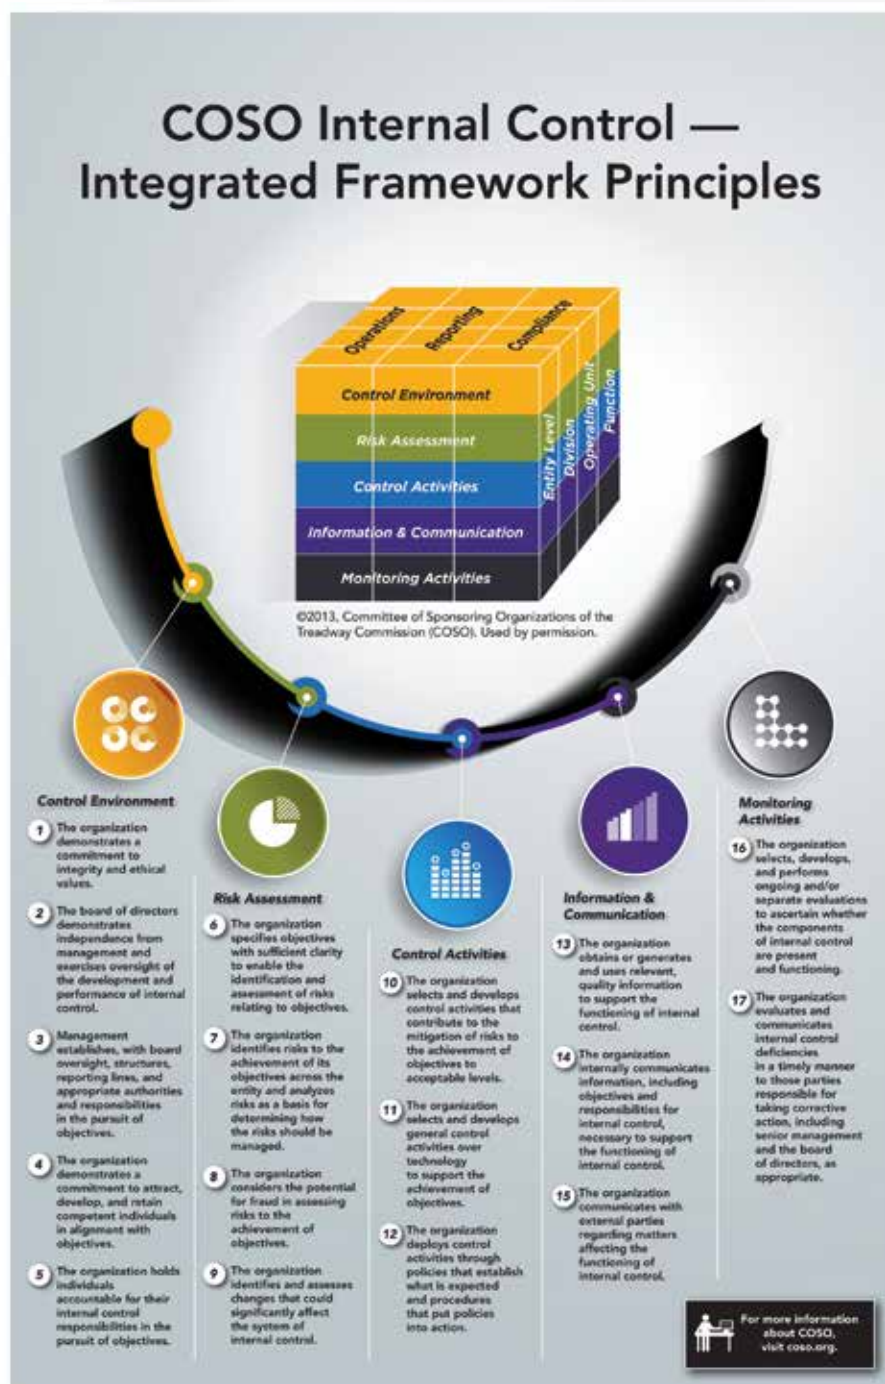 COSO Internal Control —
Integrated Framework Principles
Operations
Reporting
Compliance
Control Environment
Risk Assessment
Control Activities
Information & Communication
Monitoring Activities
Entity Level
Division
Operating Unit
Function
©2013, Committee of Sponsoring Organizations of the
Treadway Commission (COSO). Used by permission.
Control Environment
1 The organization
demonstrates a
commitment to
integrity and ethical
values.
2 The board of directors
demonstrates
independence from
management and
exercises oversight of
the development and
performance of internal
control.
3 Management
establishes, with board
oversight, structures,
reporting lines, and
appropriate authorities
and responsibilities
in the pursuit of
objectives.
4 The organization
demonstrates a
commitment to attract,
develop, and retain
competent individuals
in alignment with
objectives.
5 The organization holds
individuals
accountable for their
internal control
responsibilities in the
pursuit of objectives.
Risk Assessment
6 The organization
specifies objectives
with sufficient clarity
to enable the
identification and
assessment of risks
relating to objectives.
7 The organization
identifies risks to the
achievement of its
objectives across the
entity and analyzes
risks as a basis for
determining how
the risks should be
managed.
8 The organization
considers the potential
for fraud in assessing
risks to the
achievement of
objectives.
9 The organization
identifies and assesses
changes that could
significantly affect
the system of
internal control.
Control Activities
10 The organization
selects and develops
control activities that
contribute to the
mitigation of risks to
the achievement of
objectives to
acceptable levels.
11 The organization
selects and develops
general control
activities over
technology
to support the
achievement of
objectives.
12 The organization
deploys control
activities through
policies that establish
what is expected
and procedures
that put policies
into action.
Information &
Communication
13 The organization
obtains or generates
and uses relevant,
quality information
to support the
functioning of internal
control.
14 The organization
internally communicates
information, including
objectives and
responsibilities for
internal control,
necessary to support
the functioning of
internal control.
15 The organization
communicates with
external parties
regarding matters
affecting the
functioning of
internal control.
Monitoring
Activities
16 The organization
selects, develops,
and performs
ongoing and/or
separate evaluations
to ascertain whether
the components
of internal control
are present
and functioning.
17 The organization
evaluates and
communicates
internal control
deficiencies
in a timely manner
to those parties
responsible for
taking corrective
action, including
senior management
and the board
of directors, as
appropriate.
For more information
about COSO,
visit coso.org.